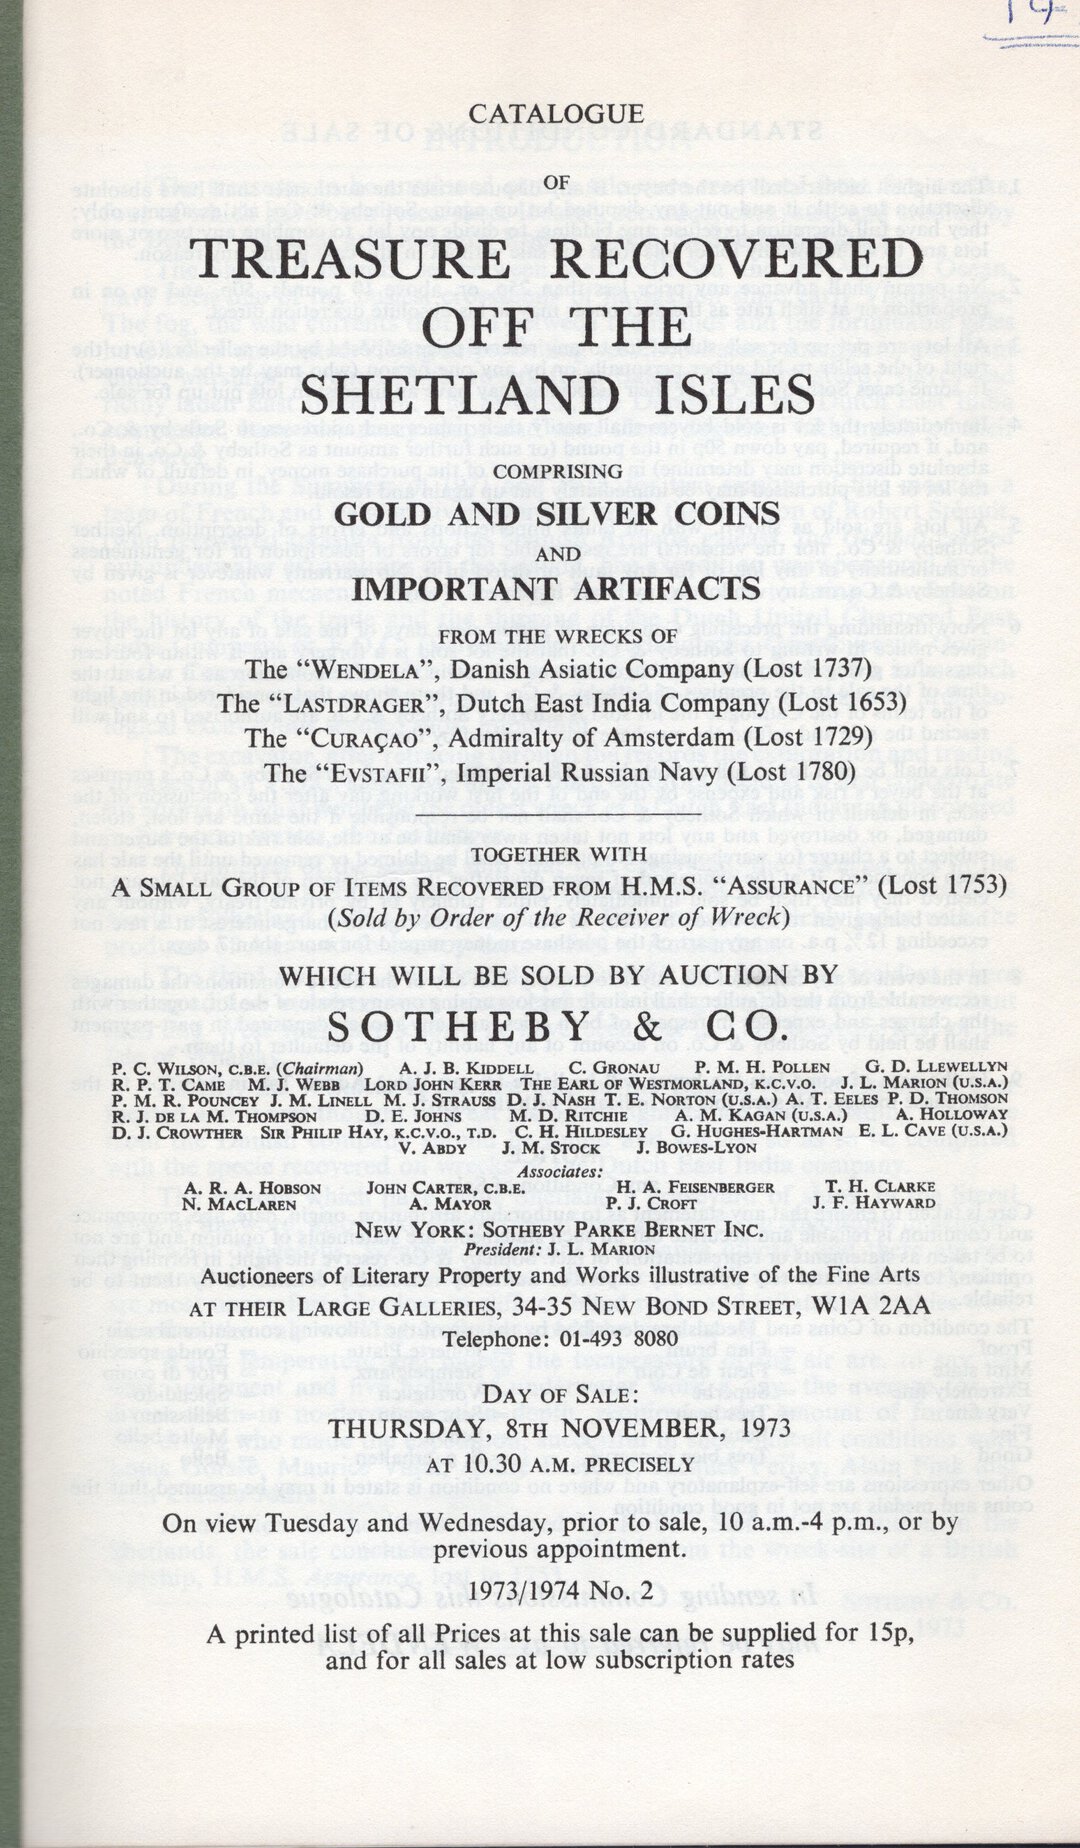 CATALOGUE
OF
TREASURE RECOVERED
OFF THE
SHETLAND ISLES
COMPRISING
GOLD AND SILVER COINS
AND
IMPORTANT ARTIFACTS
FROM THE WRECKS OF
The “WENDELA”, Danish Asiatic Company (Lost 1737)
The “LASTDRAGER”, Dutch East India Company (Lost 1653)
The “CURAÇAO”, Admiralty of Amsterdam (Lost 1729)
The “EVSTAFII”, Imperial Russian Navy (Lost 1780)
TOGETHER WITH
A SMALL GROUP OF ITEMS RECOVERED FROM H.M.S. “ASSURANCE” (Lost 1753)
(Sold by Order of the Receiver of Wreck)
WHICH WILL BE SOLD BY AUCTION BY
SOTHEBY & CO.
P. C. WILSON, C.B.E. (Chairman) A. J. B. KIDDELL C. GRONAU P. M. H. POLLEN G. D. LLEWELLYN
R. P. T. CAME M. J. WEBB LORD JOHN KERR THE EARL OF WESTMORLAND, K.C.V.O. J. L. MARION (U.S.A.)
P. M. R. POUNCEY J. M. LINELL M. J. STRAUSS D. J. NASH T. E. NORTON (U.S.A.) A. T. EELES P. D. THOMSON
R. J. DE LA M. THOMPSON D. E. JOHNS M. D. RITCHIE A. M. KAGAN (U.S.A.) A. HOLLOWAY
D. J. CROWTHER SIR PHILIP HAY, K.C.V.O., T.D. C. H. HILDESLEY G. HUGHES-HARTMAN E. L. CAVE (U.S.A.)
V. ABDY J. M. STOCK J. BOWES-LYON
Associates:
A. R. A. HOBSON JOHN CARTER, C.B.E. H. A. FEISENBERGER T. H. CLARKE
N. MACLAREN A. MAYOR P. J. CROFT J. F. HAYWARD
NEW YORK: SOTHEBY PARKE BERNET INC.
President: J. L. MARION
Auctioneers of Literary Property and Works illustrative of the Fine Arts
AT THEIR LARGE GALLERIES, 34-35 NEW BOND STREET, W1A 2AA
Telephone: 01-493 8080
DAY OF SALE:
THURSDAY, 8TH NOVEMBER, 1973
AT 10.30 A.M. PRECISELY
On view Tuesday and Wednesday, prior to sale, 10 a.m.-4 p.m., or by
previous appointment.
1973/1974 No. 2
A printed list of all Prices at this sale can be supplied for 15p,
and for all sales at low subscription rates